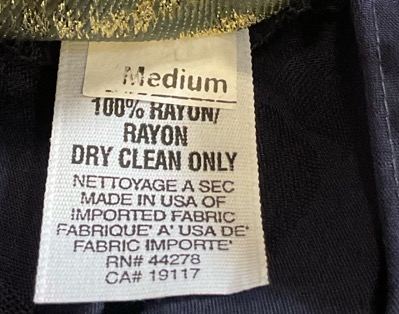 Medium
100% RAYON/
RAYON
DRY CLEAN ONLY
NETTOYAGE A SEC
MADE IN USA OF
IMPORTED FABRIC
FABRIQUE' A' USA DE'
FABRIC IMPORTE'
RN# 44278
CA# 19117